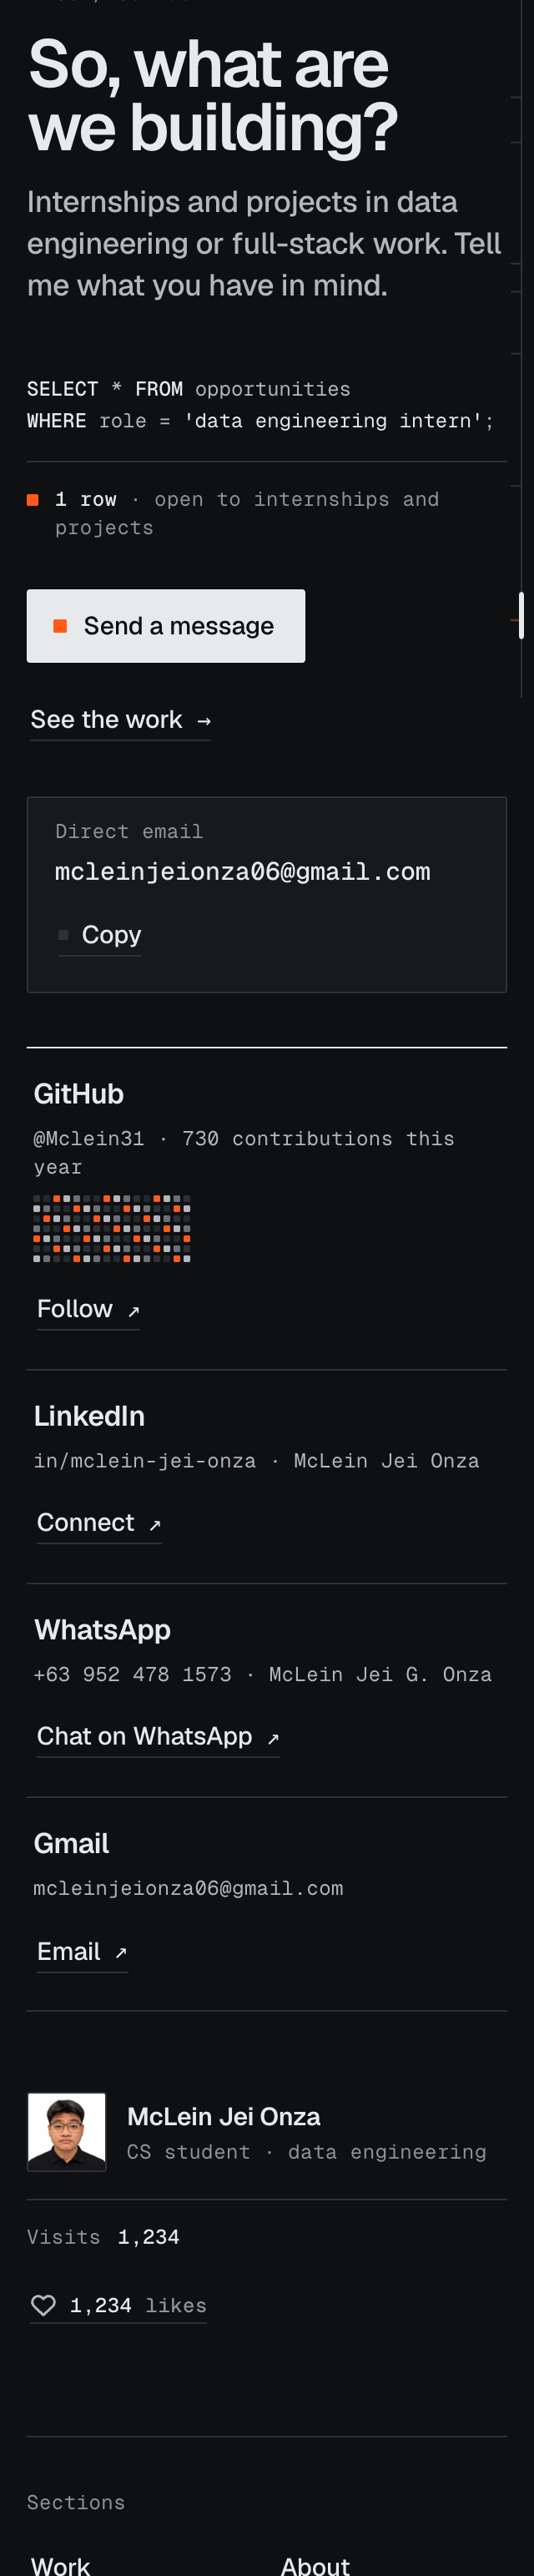 So, what are
we building?
Internships and projects in data
engineering or full-stack work. Tell
me what you have in mind.
SELECT * FROM opportunities
WHERE role = 'data engineering intern';
1 row · open to internships and
projects
Send a message
See the work →
Direct email
mcleinjeionza06@gmail.com
Copy
GitHub
@Mclein31 · 730 contributions this
year
Follow ↗
LinkedIn
in/mclein-jei-onza · McLein Jei Onza
Connect ↗
WhatsApp
+63 952 478 1573 · McLein Jei G. Onza
Chat on WhatsApp ↗
Gmail
mcleinjeionza06@gmail.com
Email ↗
McLein Jei Onza
CS student · data engineering
Visits 1,234
1,234 likes
Sections
Work About